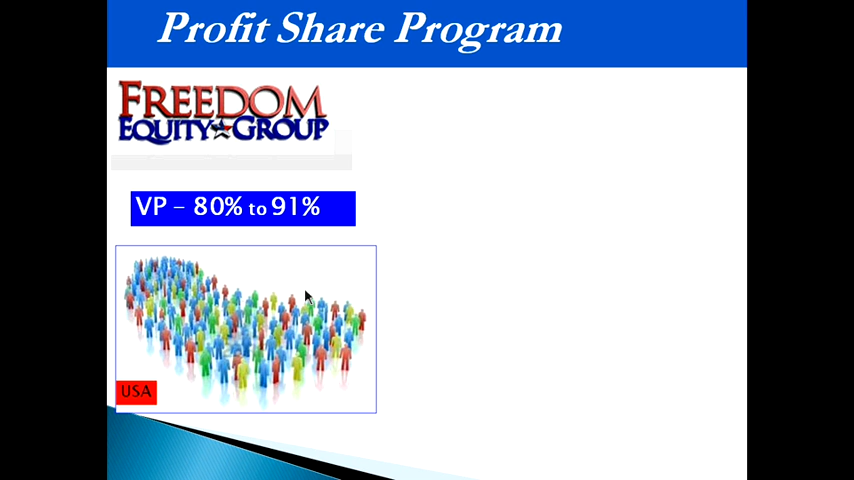 Profit Share Program
FREEDOM
EQUITY GROUP
VP – 80% to 91%
USA